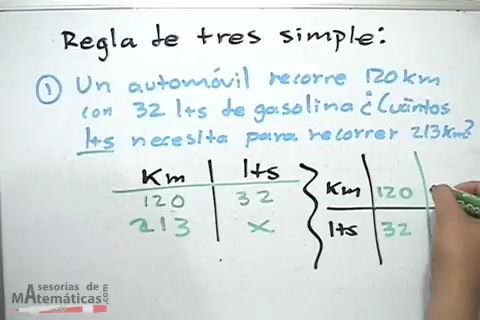 Regla de tres simple:
① Un automóvil recorre 120 km
con 32 lts de gasolina ¿Cuántos
lts necesita para recorrer 213 km?
Km lts
120 32
213 x
Km 120
lts 32
Asesorías de
Matemáticas.com